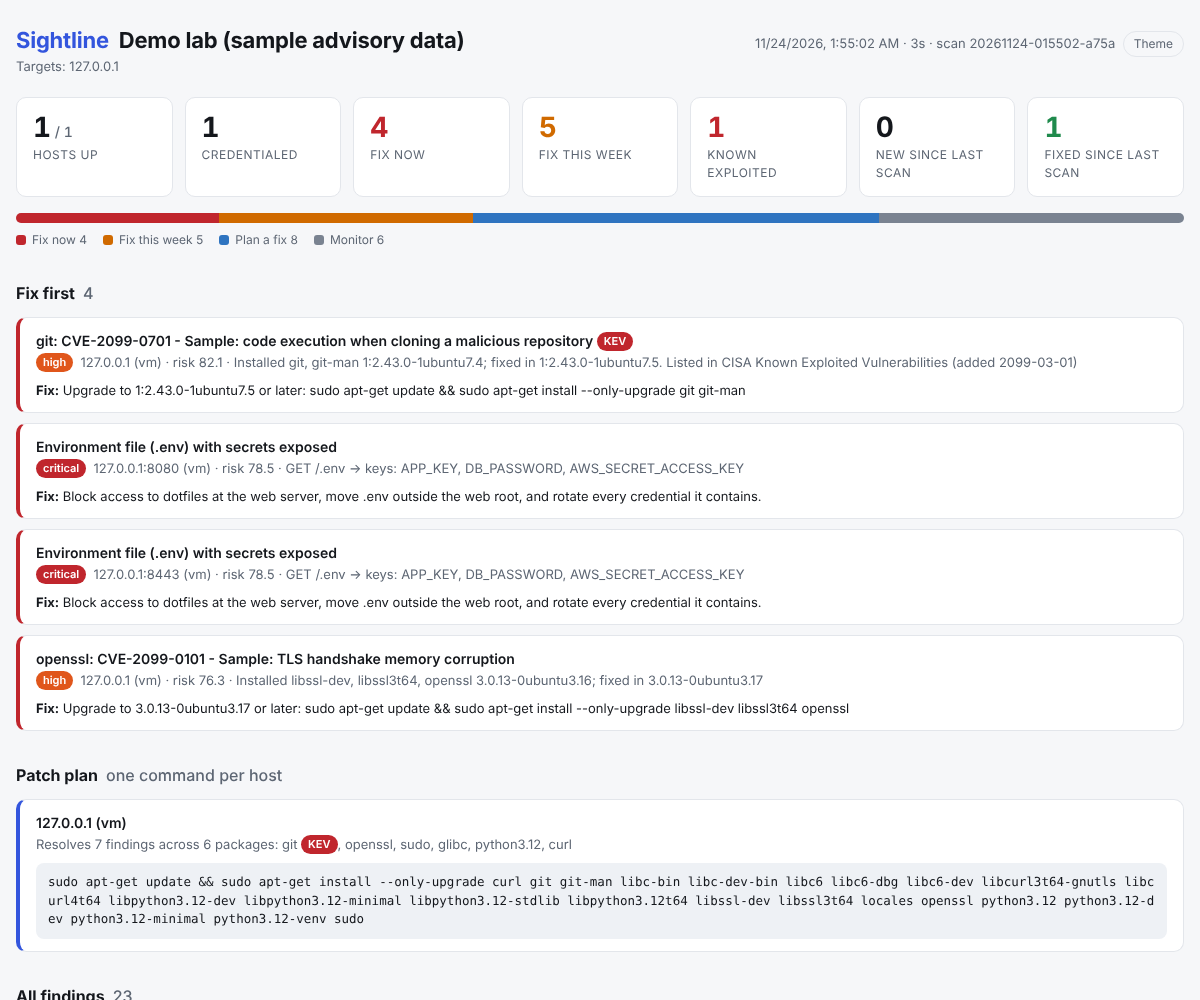 Sightline Demo lab (sample advisory data)
11/24/2026, 1:55:02 AM · 3s · scan 20261124-015502-a75a Theme
Targets: 127.0.0.1
1 / 1
HOSTS UP
1
CREDENTIALED
4
FIX NOW
5
FIX THIS WEEK
1
KNOWN
EXPLOITED
0
NEW SINCE LAST
SCAN
1
FIXED SINCE LAST
SCAN
Fix now 4 Fix this week 5 Plan a fix 8 Monitor 6
Fix first 4
git: CVE-2099-0701 - Sample: code execution when cloning a malicious repository KEV
high 127.0.0.1 (vm) · risk 82.1 · Installed git, git-man 1:2.43.0-1ubuntu7.4; fixed in 1:2.43.0-1ubuntu7.5. Listed in CISA Known Exploited Vulnerabilities (added 2099-03-01)
Fix: Upgrade to 1:2.43.0-1ubuntu7.5 or later: sudo apt-get update && sudo apt-get install --only-upgrade git git-man
Environment file (.env) with secrets exposed
critical 127.0.0.1:8080 (vm) · risk 78.5 · GET /.env → keys: APP_KEY, DB_PASSWORD, AWS_SECRET_ACCESS_KEY
Fix: Block access to dotfiles at the web server, move .env outside the web root, and rotate every credential it contains.
Environment file (.env) with secrets exposed
critical 127.0.0.1:8443 (vm) · risk 78.5 · GET /.env → keys: APP_KEY, DB_PASSWORD, AWS_SECRET_ACCESS_KEY
Fix: Block access to dotfiles at the web server, move .env outside the web root, and rotate every credential it contains.
openssl: CVE-2099-0101 - Sample: TLS handshake memory corruption
high 127.0.0.1 (vm) · risk 76.3 · Installed libssl-dev, libssl3t64, openssl 3.0.13-0ubuntu3.16; fixed in 3.0.13-0ubuntu3.17
Fix: Upgrade to 3.0.13-0ubuntu3.17 or later: sudo apt-get update && sudo apt-get install --only-upgrade libssl-dev libssl3t64 openssl
Patch plan one command per host
127.0.0.1 (vm)
Resolves 7 findings across 6 packages: git KEV, openssl, sudo, glibc, python3.12, curl
sudo apt-get update && sudo apt-get install --only-upgrade curl git git-man libc-bin libc-dev-bin libc6 libc6-dbg libc6-dev libcurl3t64-gnutls libc
url4t64 libpython3.12-dev libpython3.12-minimal libpython3.12-stdlib libpython3.12t64 libssl-dev libssl3t64 locales openssl python3.12 python3.12-d
ev python3.12-minimal python3.12-venv sudo
All findings 23